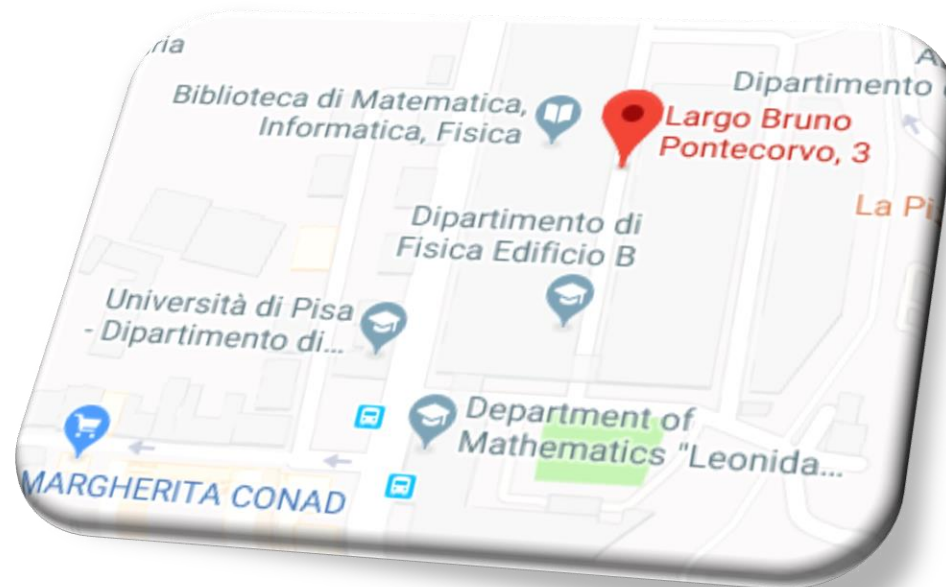 Dipartimento
Biblioteca di Matematica,
Informatica, Fisica
Largo Bruno
Pontecorvo, 3
La Pi
Dipartimento di
Fisica Edificio B
Università di Pisa
- Dipartimento di...
Department of
Mathematics "Leonida...
MARGHERITA CONAD